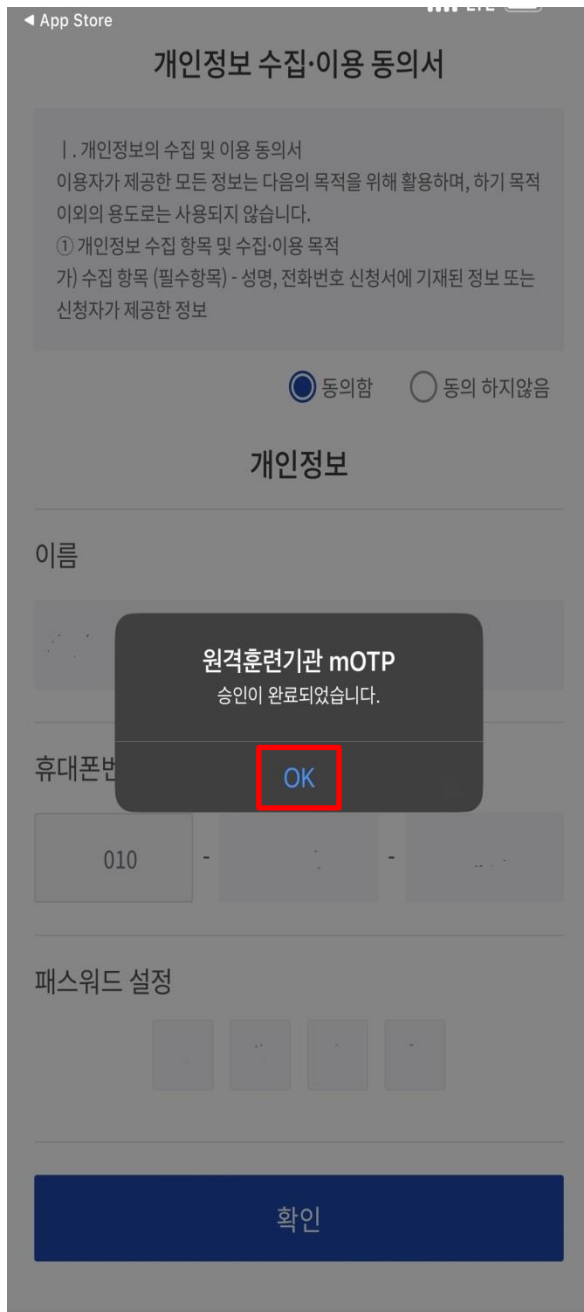 ◀ App Store
개인정보 수집·이용 동의서
Ⅰ. 개인정보의 수집 및 이용 동의서
이용자가 제공한 모든 정보는 다음의 목적을 위해 활용하며, 하기 목적
이외의 용도로는 사용되지 않습니다.
① 개인정보 수집 항목 및 수집·이용 목적
가) 수집 항목 (필수항목) - 성명, 전화번호 신청서에 기재된 정보 또는
신청자가 제공한 정보
동의함 동의 하지않음
개인정보
이름
원격훈련기관 mOTP
승인이 완료되었습니다.
휴대폰번
OK
010 - -
패스워드 설정
확인